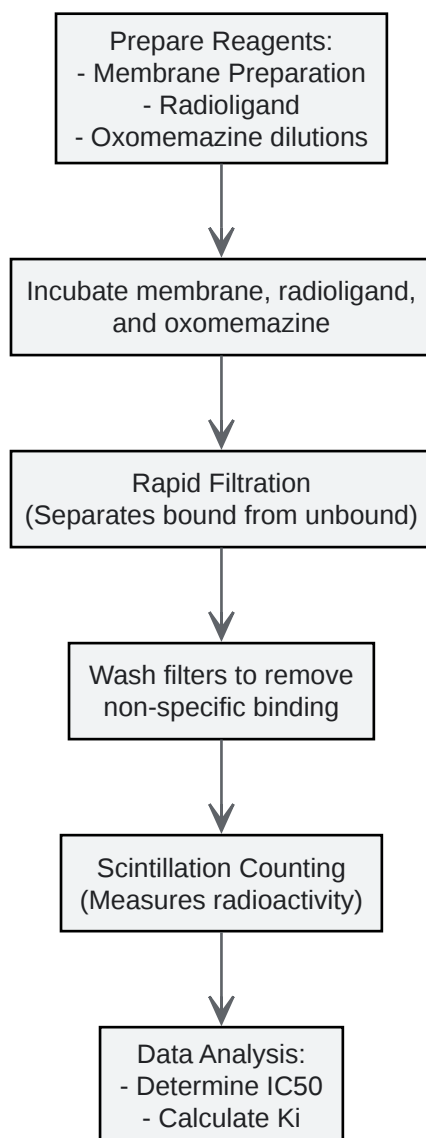 Prepare Reagents:
- Membrane Preparation
- Radioligand
- Oxomemazine dilutions
Incubate membrane, radioligand,
and oxomemazine
Rapid Filtration
(Separates bound from unbound)
Wash filters to remove
non-specific binding
Scintillation Counting
(Measures radioactivity)
Data Analysis:
- Determine IC50
- Calculate Ki